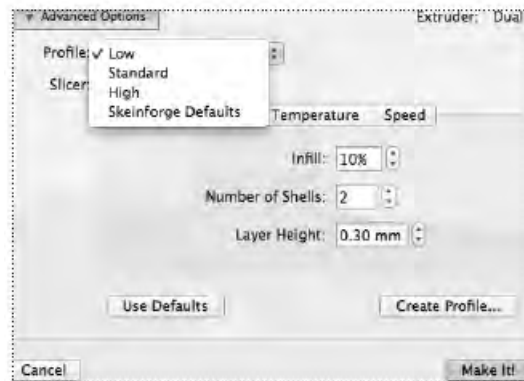 ▼ Advanced Options Extruder: Dual
Profile: ✓ Low
Standard
Slicer:
High
Skeinforge Defaults
Temperature Speed
Infill: 10%
Number of Shells: 2
Layer Height: 0.30 mm
Use Defaults Create Profile...
Cancel Make It!